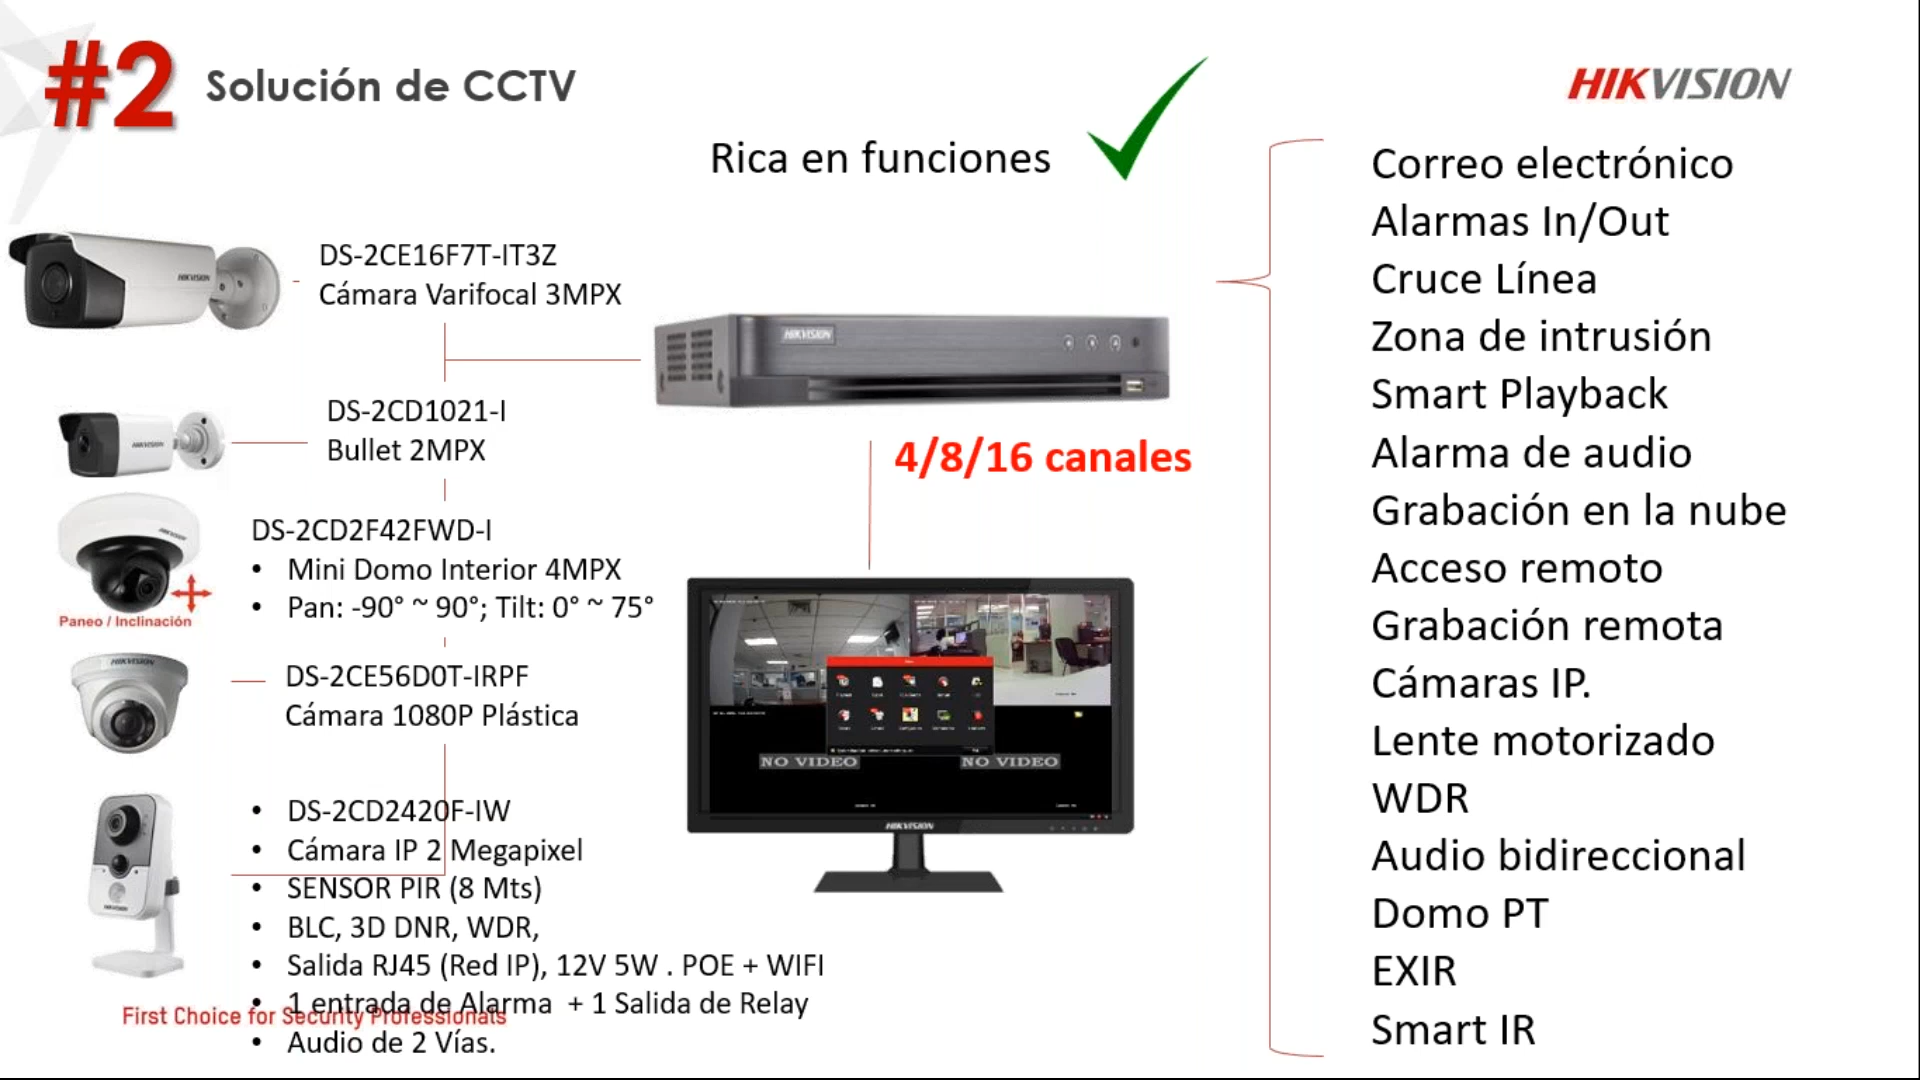 #2 Solución de CCTV
HIKVISION
Rica en funciones
DS-2CE16F7T-IT3Z
Cámara Varifocal 3MPX
DS-2CD1021-I
Bullet 2MPX
DS-2CD2F42FWD-I
• Mini Domo Interior 4MPX
• Pan: -90° ~ 90°; Tilt: 0° ~ 75°
Paneo / Inclinación
DS-2CE56D0T-IRPF
Cámara 1080P Plástica
• DS-2CD2420F-IW
• Cámara IP 2 Megapixel
• SENSOR PIR (8 Mts)
• BLC, 3D DNR, WDR,
• Salida RJ45 (Red IP), 12V 5W . POE + WIFI
• 1 entrada de Alarma + 1 Salida de Relay
• Audio de 2 Vías.
First Choice for Security Professionals
HIKVISION
HIKVISION
HIKVISION
HIKVISION
4/8/16 canales
NO VIDEO
NO VIDEO
HIKVISION
Correo electrónico
Alarmas In/Out
Cruce Línea
Zona de intrusión
Smart Playback
Alarma de audio
Grabación en la nube
Acceso remoto
Grabación remota
Cámaras IP.
Lente motorizado
WDR
Audio bidireccional
Domo PT
EXIR
Smart IR